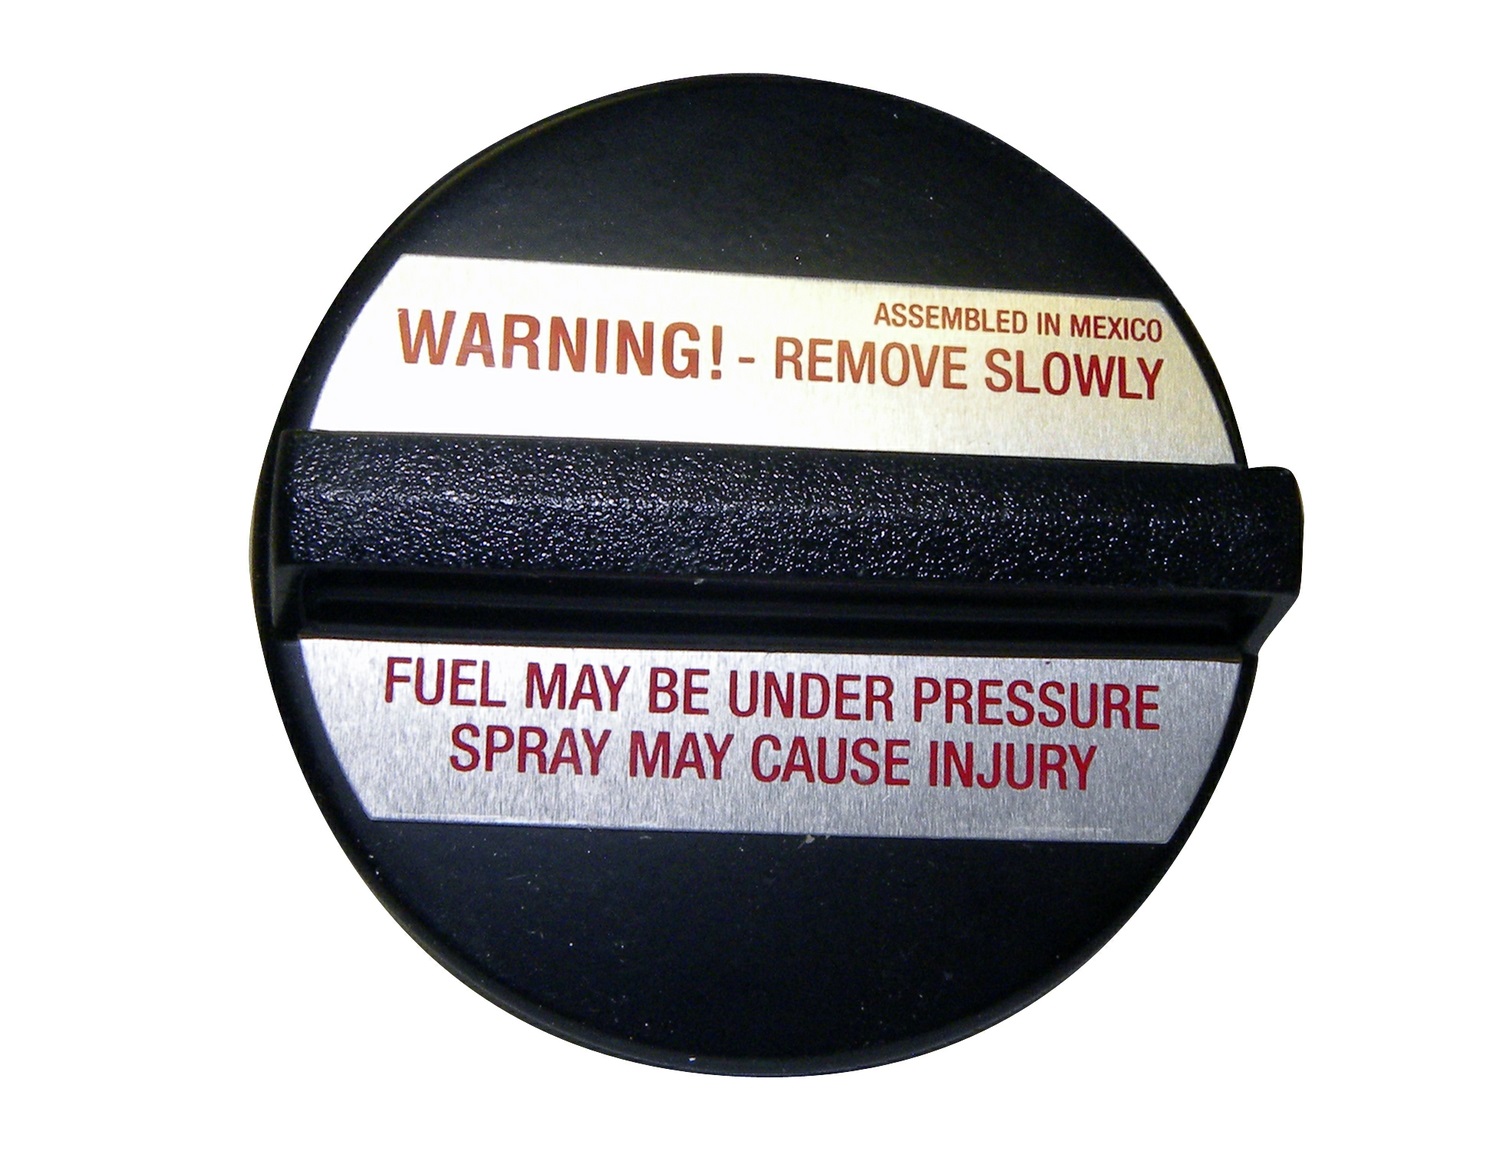 ASSEMBLED IN MEXICO
WARNING! - REMOVE SLOWLY
FUEL MAY BE UNDER PRESSURE
SPRAY MAY CAUSE INJURY